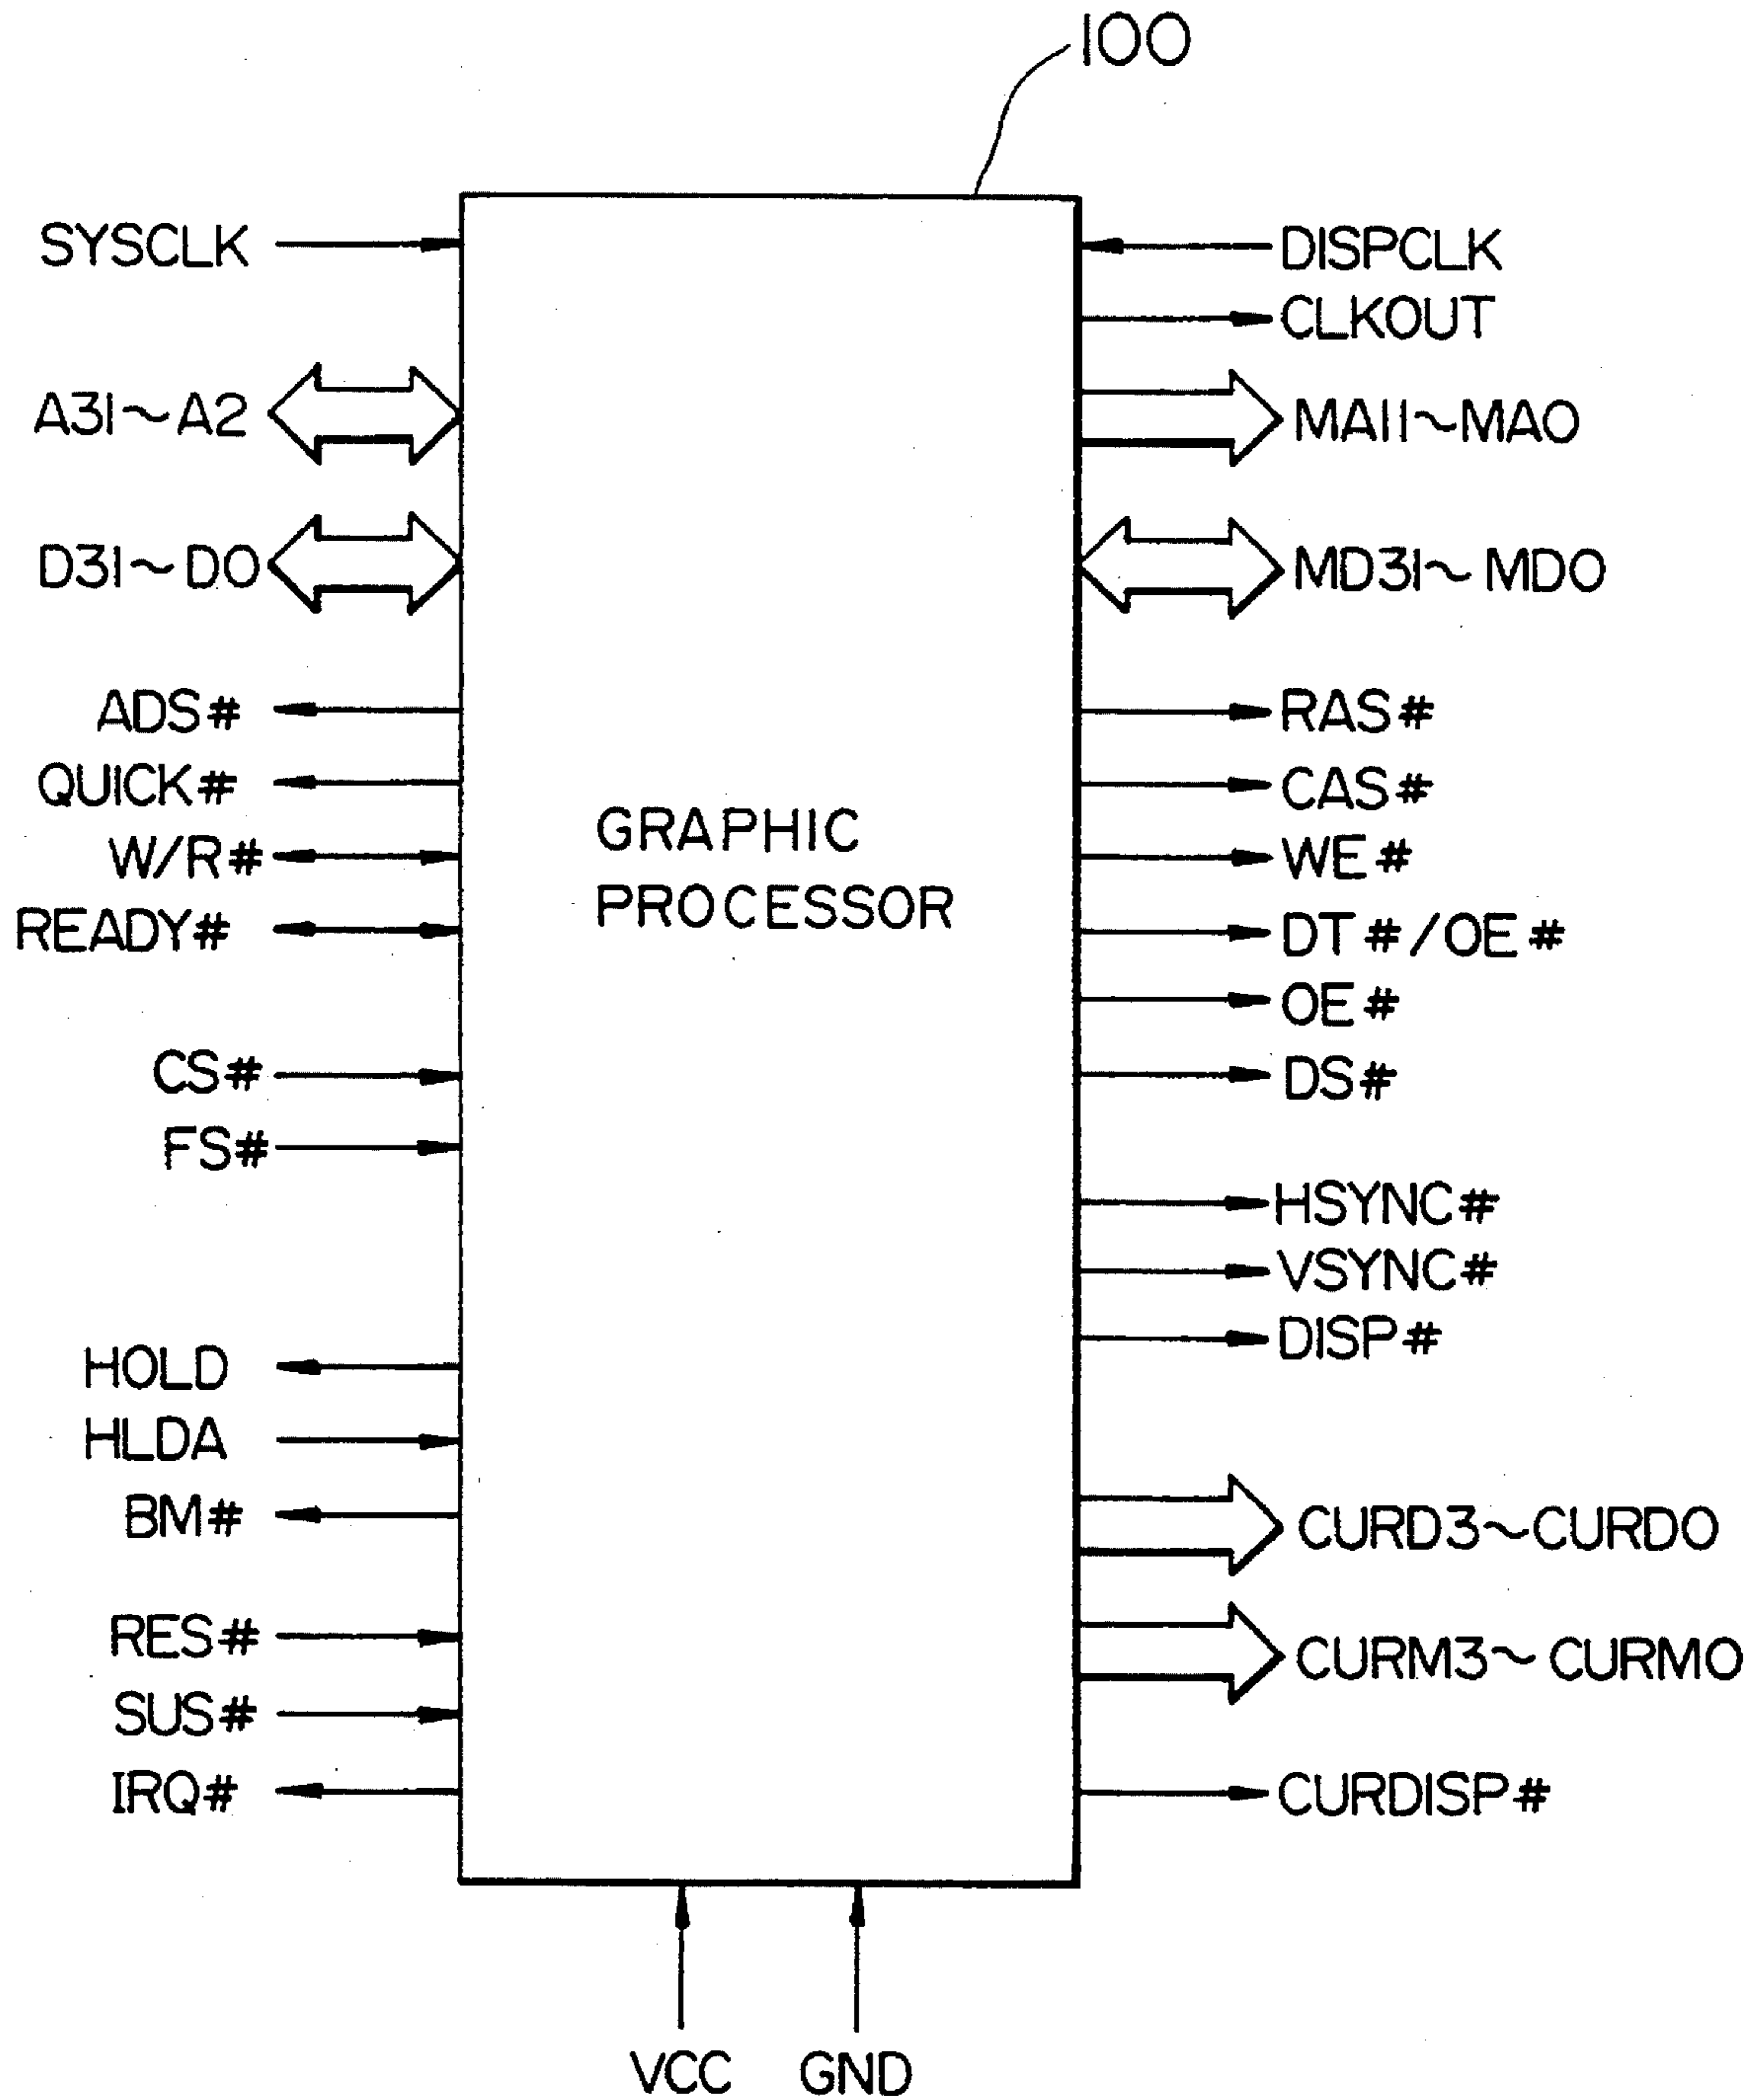 100
SYSCLK
A31~A2
D31~D0
ADS#
QUICK#
W/R#
READY#
CS#
FS#
HOLD
HLDA
BM#
RES#
SUS#
IRQ#
GRAPHIC
PROCESSOR
DISPCLK
CLKOUT
MA11~MA0
MD31~MD0
RAS#
CAS#
WE#
DT#/OE#
OE#
DS#
HSYNC#
VSYNC#
DISP#
CURD3~CURD0
CURM3~CURM0
CURDISP#
VCC GND